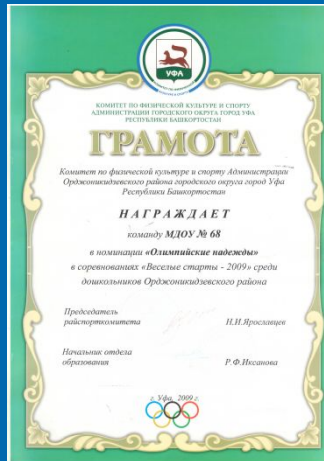 УФА
КОМИТЕТ ПО ФИЗИЧЕСКОЙ КУЛЬТУРЕ И СПОРТУ
АДМИНИСТРАЦИИ ГОРОДСКОГО ОКРУГА ГОРОД УФА
РЕСПУБЛИКИ БАШКОРТОСТАН
ГРАМОТА
Комитет по физической культуре и спорту Администрации
Орджоникидзевского района городского округа город Уфа
Республики Башкортостан
НАГРАЖДАЕТ
команду МДОУ № 68
в номинации «Олимпийские надежды»
в соревнованиях «Веселые старты - 2009» среди
дошкольников Орджоникидзевского района
Председатель
райспорткомитета Н.И.Ярославцев
Начальник отдела
образования Р.Ф.Иксанова
г. Уфа, 2009 г.